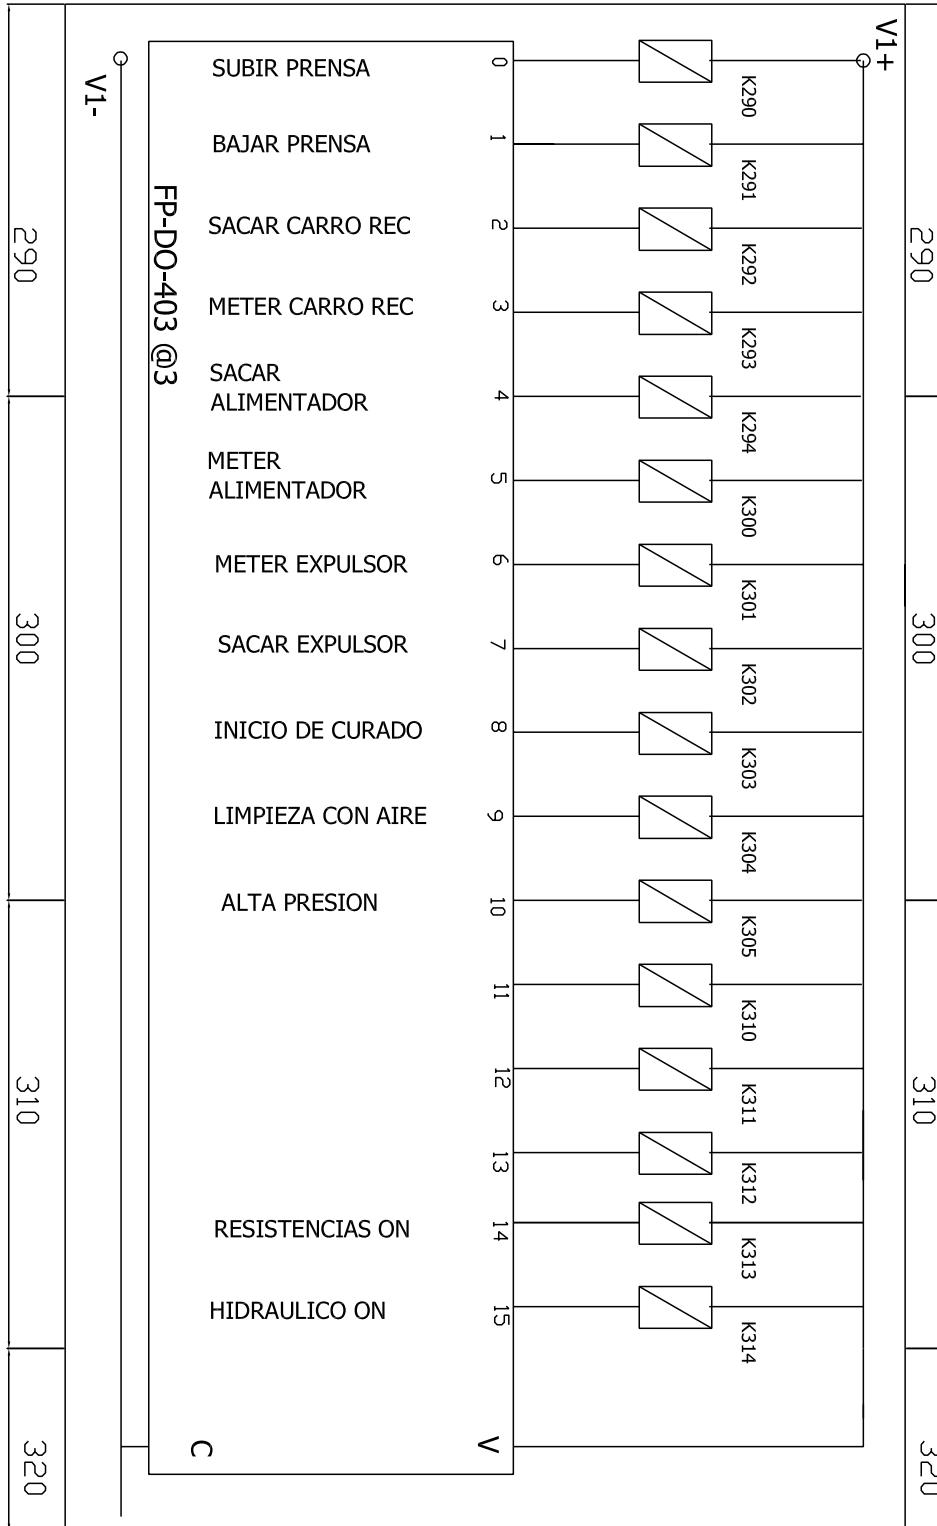 V1-
V1+
FP-DO-403 @3
SUBIR PRENSA
0
K290
BAJAR PRENSA
1
K291
SACAR CARRO REC
2
K292
METER CARRO REC
3
K293
SACAR
ALIMENTADOR
4
K294
METER
ALIMENTADOR
5
K300
METER EXPULSOR
6
K301
SACAR EXPULSOR
7
K302
INICIO DE CURADO
8
K303
LIMPIEZA CON AIRE
9
K304
ALTA PRESION
10
K305
11
K310
12
K311
13
K312
RESISTENCIAS ON
14
K313
HIDRAULICO ON
15
K314
C
V
290
300
310
320
290
300
310
320